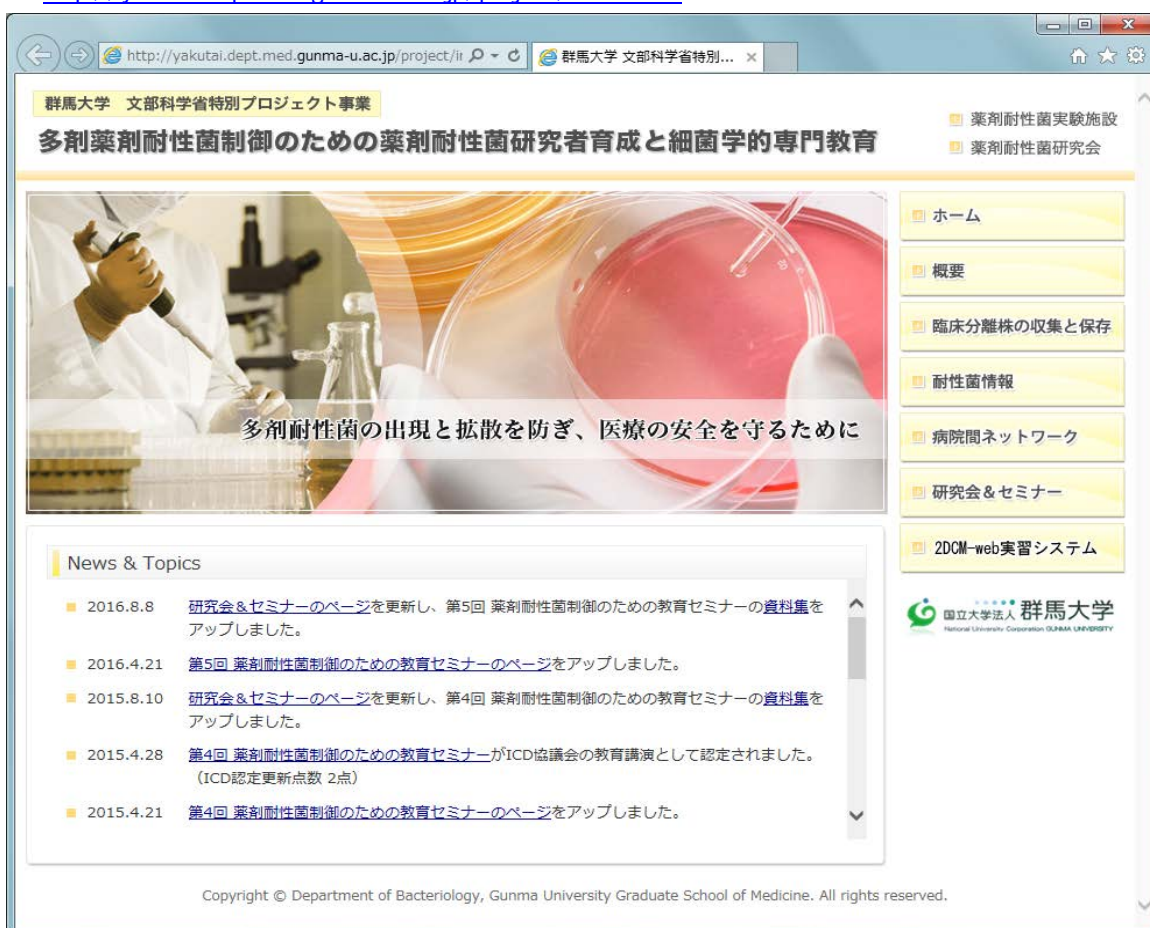 http://yakutai.dept.med.gunma-u.ac.jp/project/ir
群馬大学 文部科学省特別...
群馬大学 文部科学省特別プロジェクト事業
多剤薬剤耐性菌制御のための薬剤耐性菌研究者育成と細菌学的専門教育
薬剤耐性菌実験施設
薬剤耐性菌研究会
多剤耐性菌の出現と拡散を防ぎ、医療の安全を守るために
ホーム
概要
臨床分離株の収集と保存
耐性菌情報
病院間ネットワーク
研究会＆セミナー
2DCM-web実習システム
国立大学法人 群馬大学
National University Corporation GUNMA UNIVERSITY
News & Topics
2016.8.8 研究会＆セミナーのページを更新し、第5回 薬剤耐性菌制御のための教育セミナーの資料集を
アップしました。
2016.4.21 第5回 薬剤耐性菌制御のための教育セミナーのページをアップしました。
2015.8.10 研究会＆セミナーのページを更新し、第4回 薬剤耐性菌制御のための教育セミナーの資料集を
アップしました。
2015.4.28 第4回 薬剤耐性菌制御のための教育セミナーがICD協議会の教育講演として認定されました。
（ICD認定更新点数 2点）
2015.4.21 第4回 薬剤耐性菌制御のための教育セミナーのページをアップしました。
Copyright © Department of Bacteriology, Gunma University Graduate School of Medicine. All rights reserved.